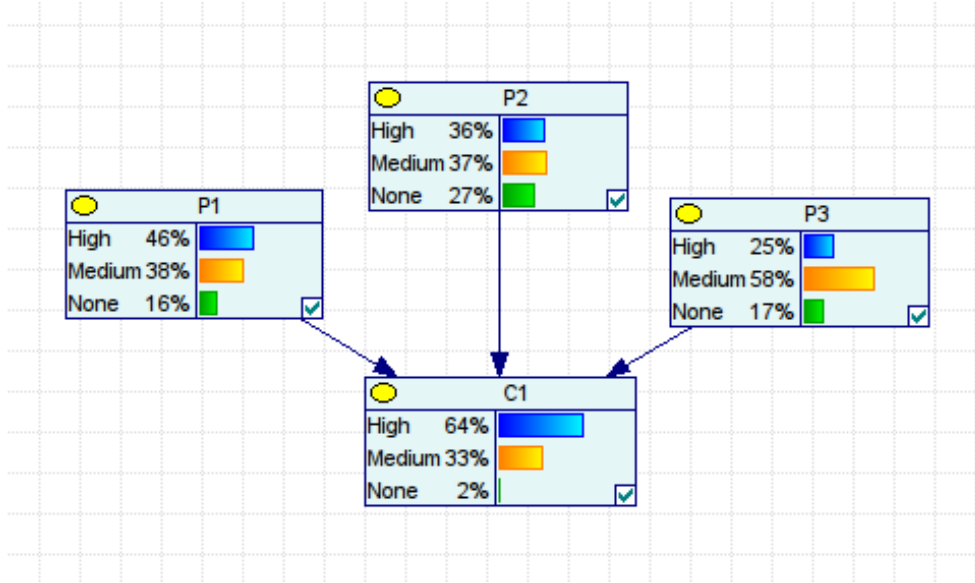 P2
High 36%
Medium 37%
None 27%
P1
High 46%
Medium 38%
None 16%
P3
High 25%
Medium 58%
None 17%
C1
High 64%
Medium 33%
None 2%